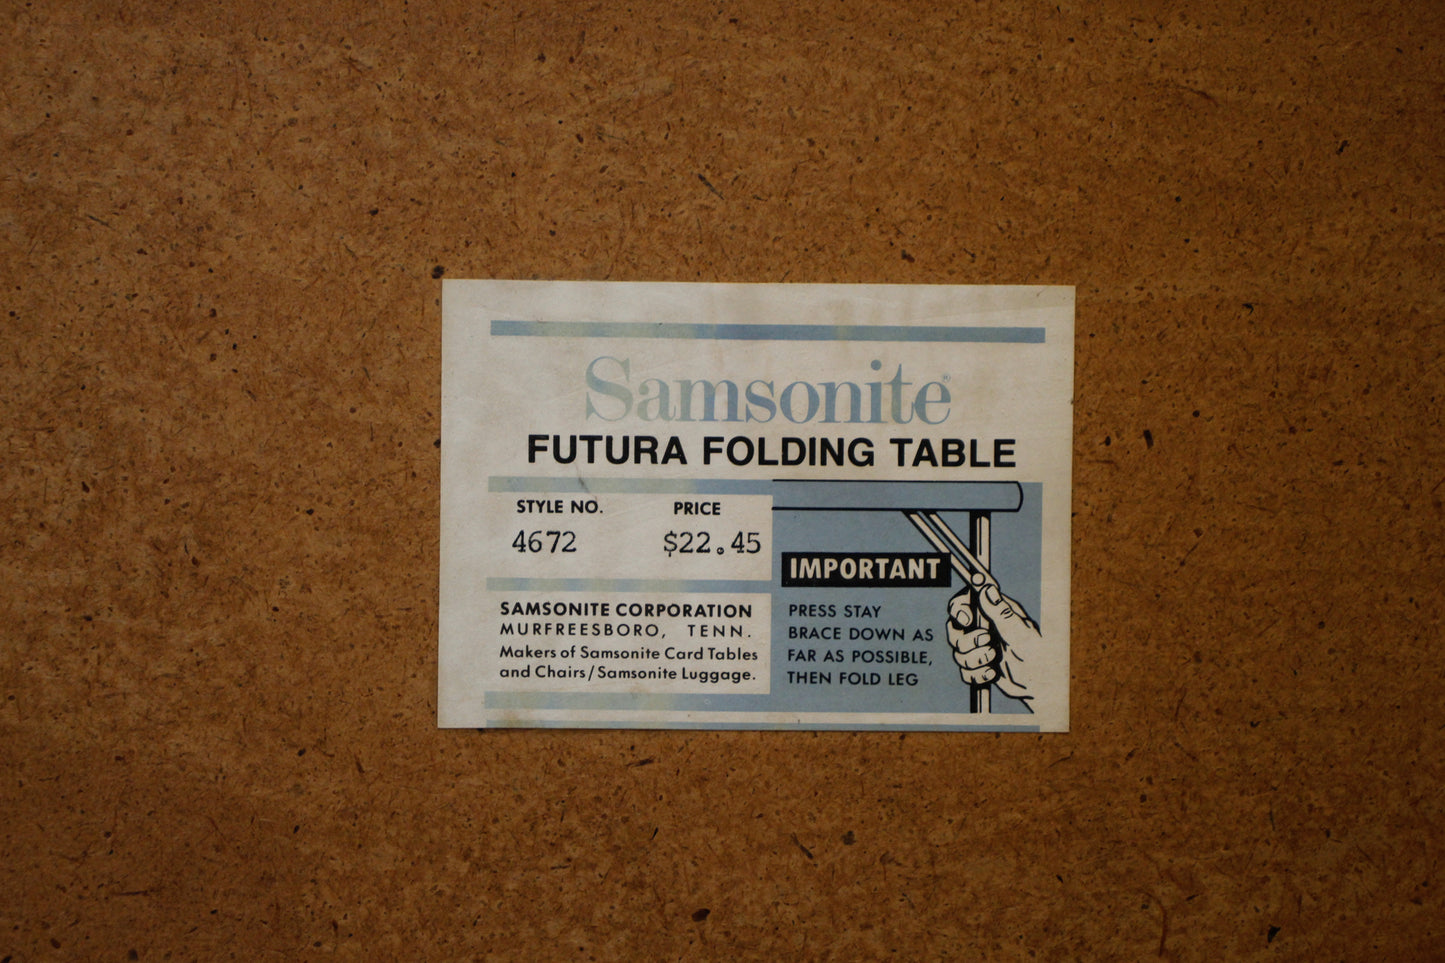 Samsonite®
FUTURA FOLDING TABLE
STYLE NO. PRICE
4672 $22.45
SAMSONITE CORPORATION
MURFREESBORO, TENN.
Makers of Samsonite Card Tables
and Chairs/Samsonite Luggage.
IMPORTANT
PRESS STAY
BRACE DOWN AS
FAR AS POSSIBLE,
THEN FOLD LEG